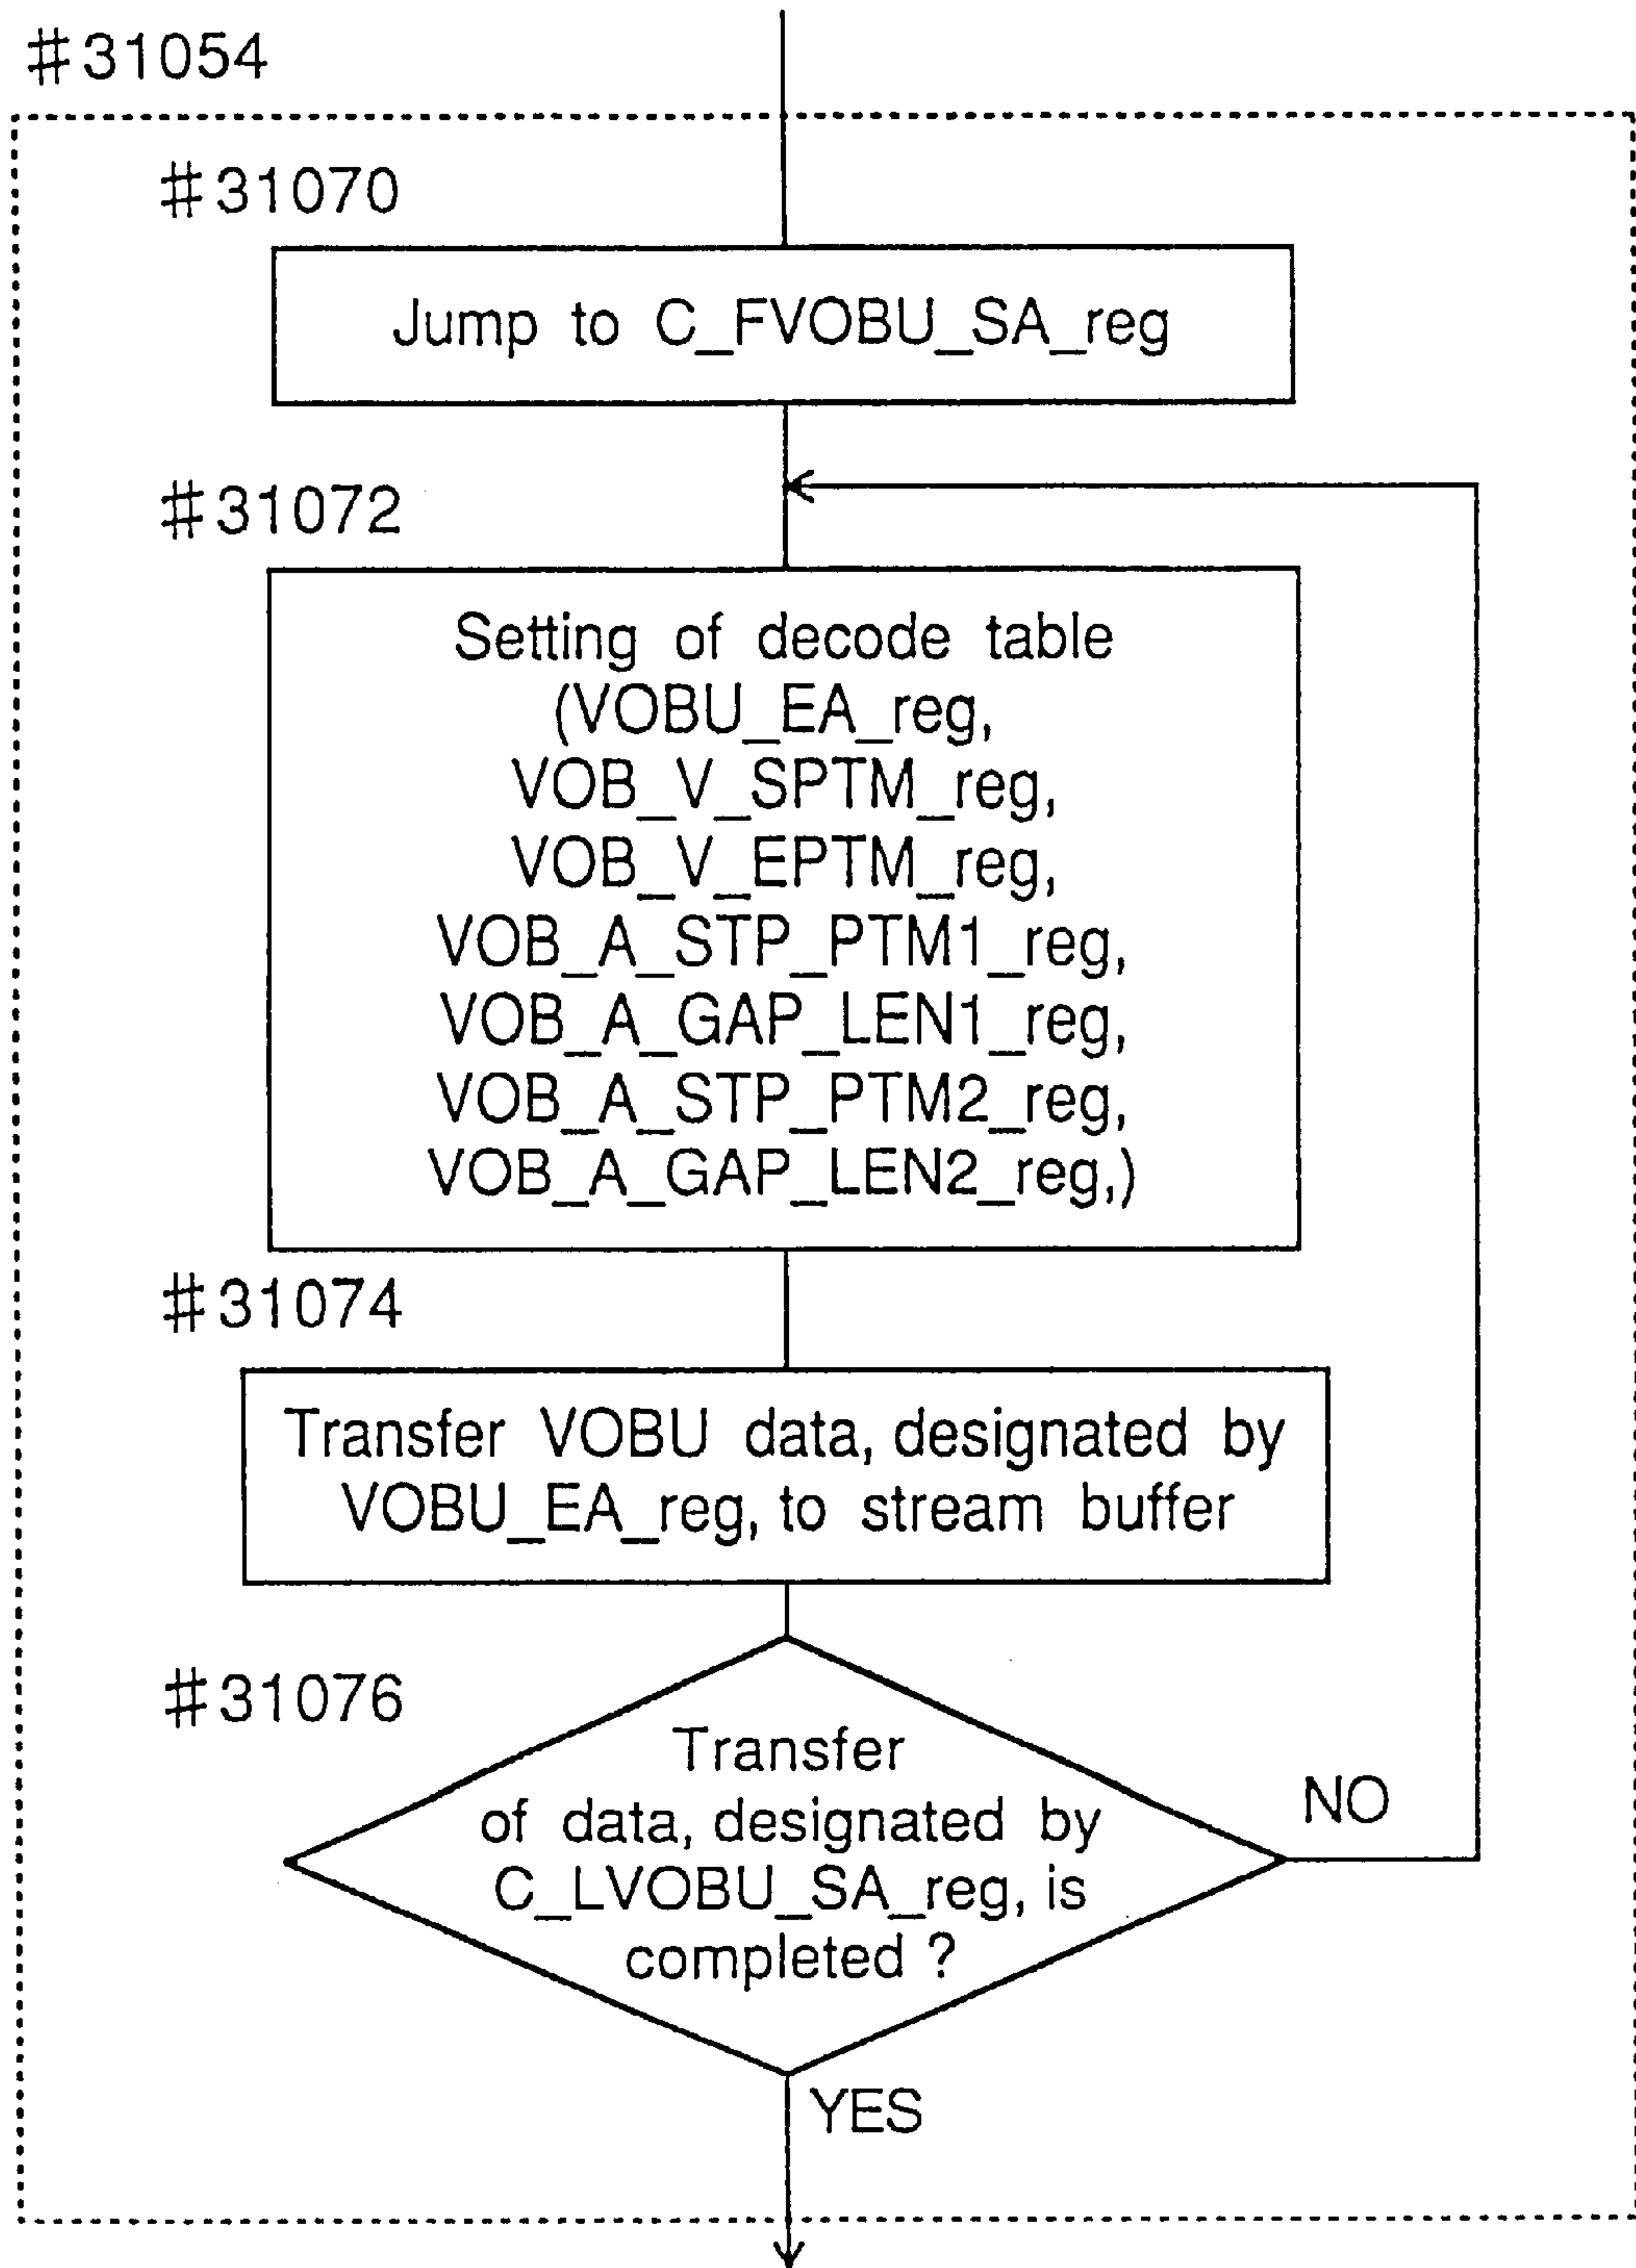 #31054
#31070
Jump to C_FVOBU_SA_reg
#31072
Setting of decode table
(VOBU_EA_reg,
VOB_V_SPTM_reg,
VOB_V_EPTM_reg,
VOB_A_STP_PTM1_reg,
VOB_A_GAP_LEN1_reg,
VOB_A_STP_PTM2_reg,
VOB_A_GAP_LEN2_reg,)
#31074
Transfer VOBU data, designated by
VOBU_EA_reg, to stream buffer
#31076
Transfer
of data, designated by
C_LVOBU_SA_reg, is
completed ?
NO
YES